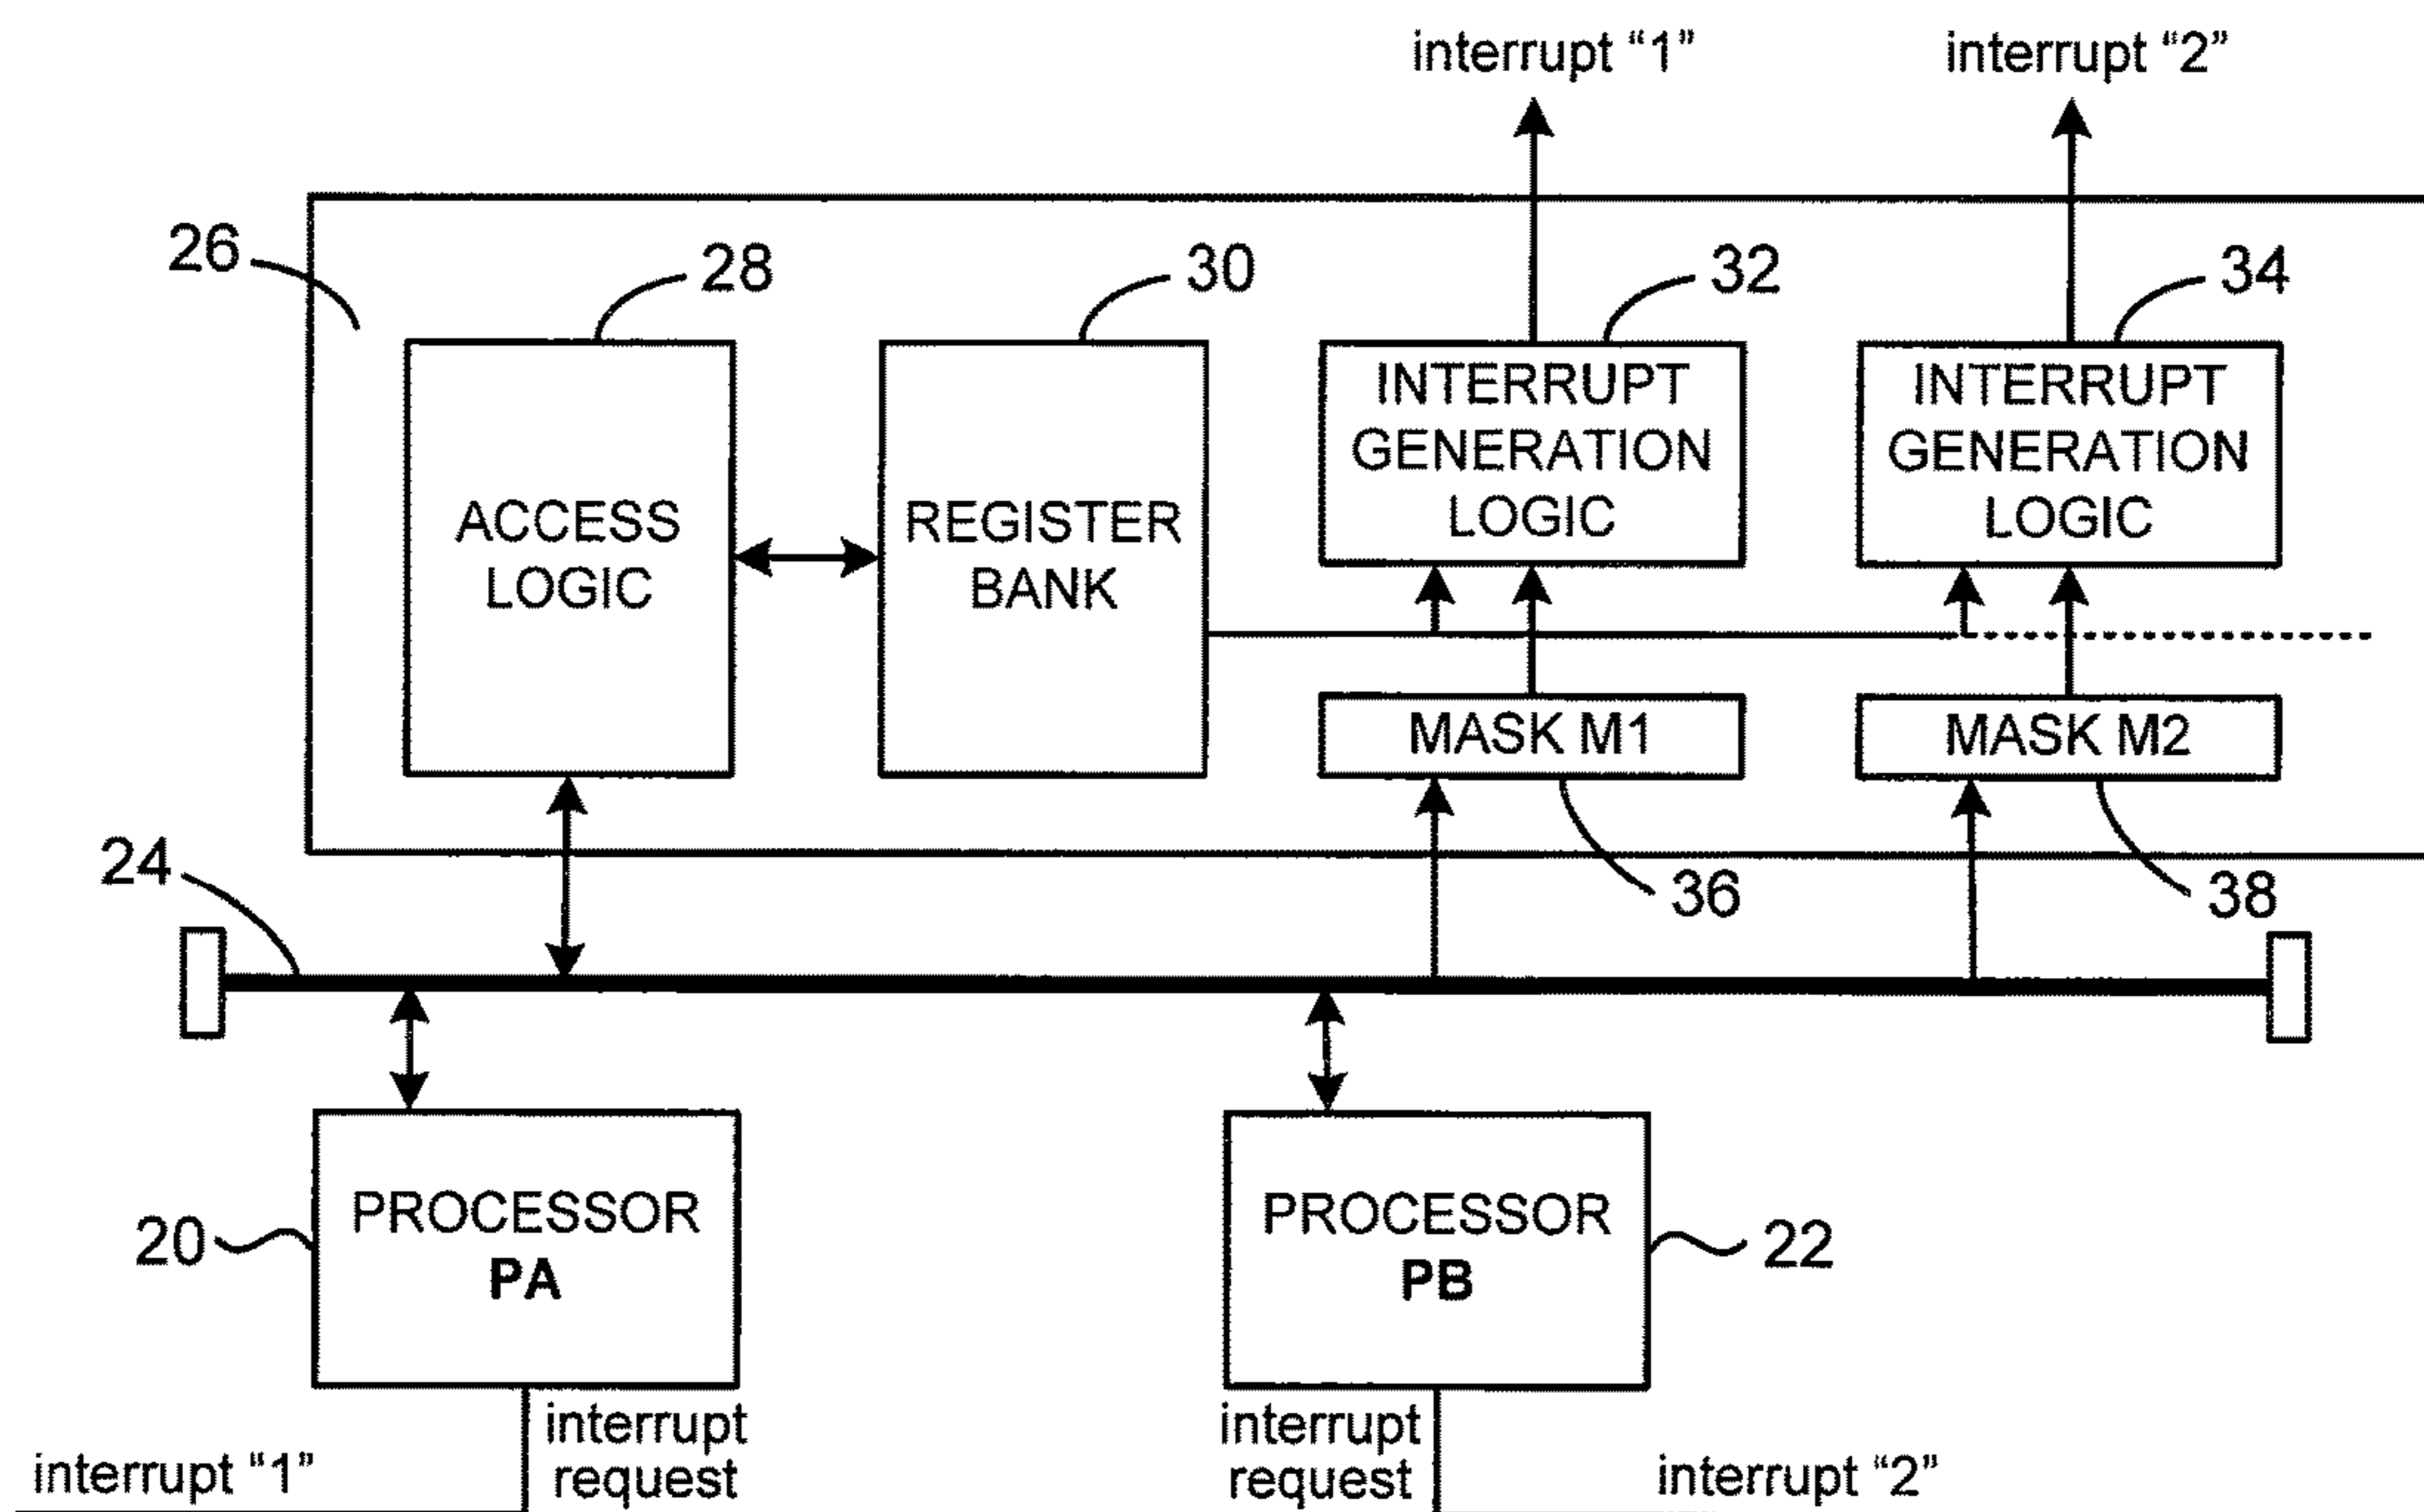 interrupt “1”
interrupt “2”
26
28
30
32
34
ACCESS
LOGIC
REGISTER
BANK
INTERRUPT
GENERATION
LOGIC
INTERRUPT
GENERATION
LOGIC
MASK M1
MASK M2
24
36
38
20
PROCESSOR
PA
PROCESSOR
PB
22
interrupt “1”
interrupt
request
interrupt
request
interrupt “2”